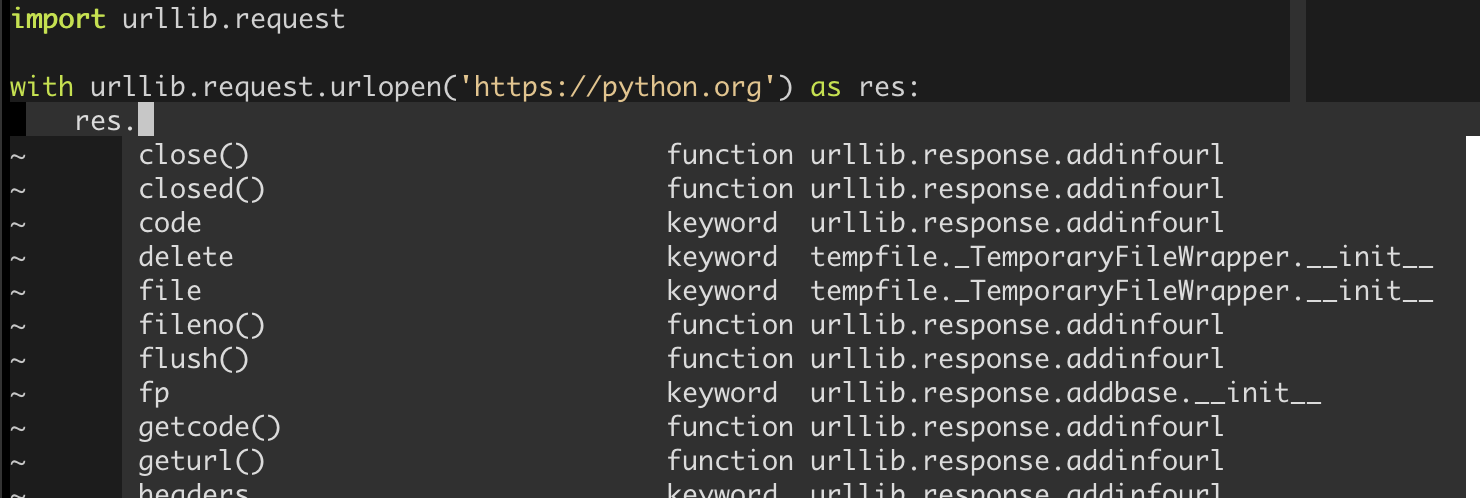 import urllib.request
with urllib.request.urlopen('https://python.org') as res:
res.
~ close() function urllib.response.addinfourl
~ closed() function urllib.response.addinfourl
~ code keyword urllib.response.addinfourl
~ delete keyword tempfile._TemporaryFileWrapper.__init__
~ file keyword tempfile._TemporaryFileWrapper.__init__
~ fileno() function urllib.response.addinfourl
~ flush() function urllib.response.addinfourl
~ fp keyword urllib.response.addbase.__init__
~ getcode() function urllib.response.addinfourl
~ geturl() function urllib.response.addinfourl
~ headers keyword urllib.response.addinfourl